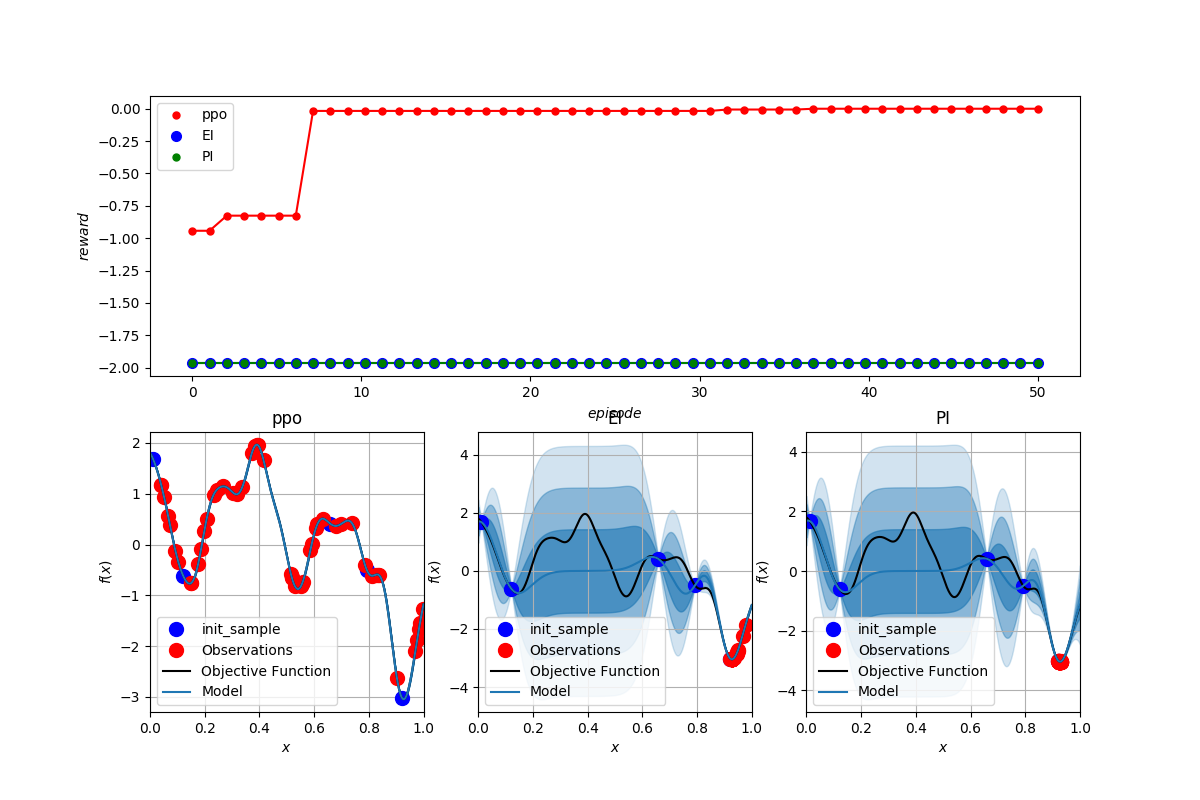 0.00
−0.25
−0.50
−0.75
−1.00
−1.25
−1.50
−1.75
−2.00
reward
ppo
EI
PI
0 10 20 30 40 50
episode
ppo
2
1
0
−1
−2
−3
f(x)
init_sample
Observations
Objective Function
Model
0.0 0.2 0.4 0.6 0.8 1.0
x
EI
4
2
0
−2
−4
f(x)
init_sample
Observations
Objective Function
Model
0.0 0.2 0.4 0.6 0.8 1.0
x
PI
4
2
0
−2
−4
f(x)
init_sample
Observations
Objective Function
Model
0.0 0.2 0.4 0.6 0.8 1.0
x